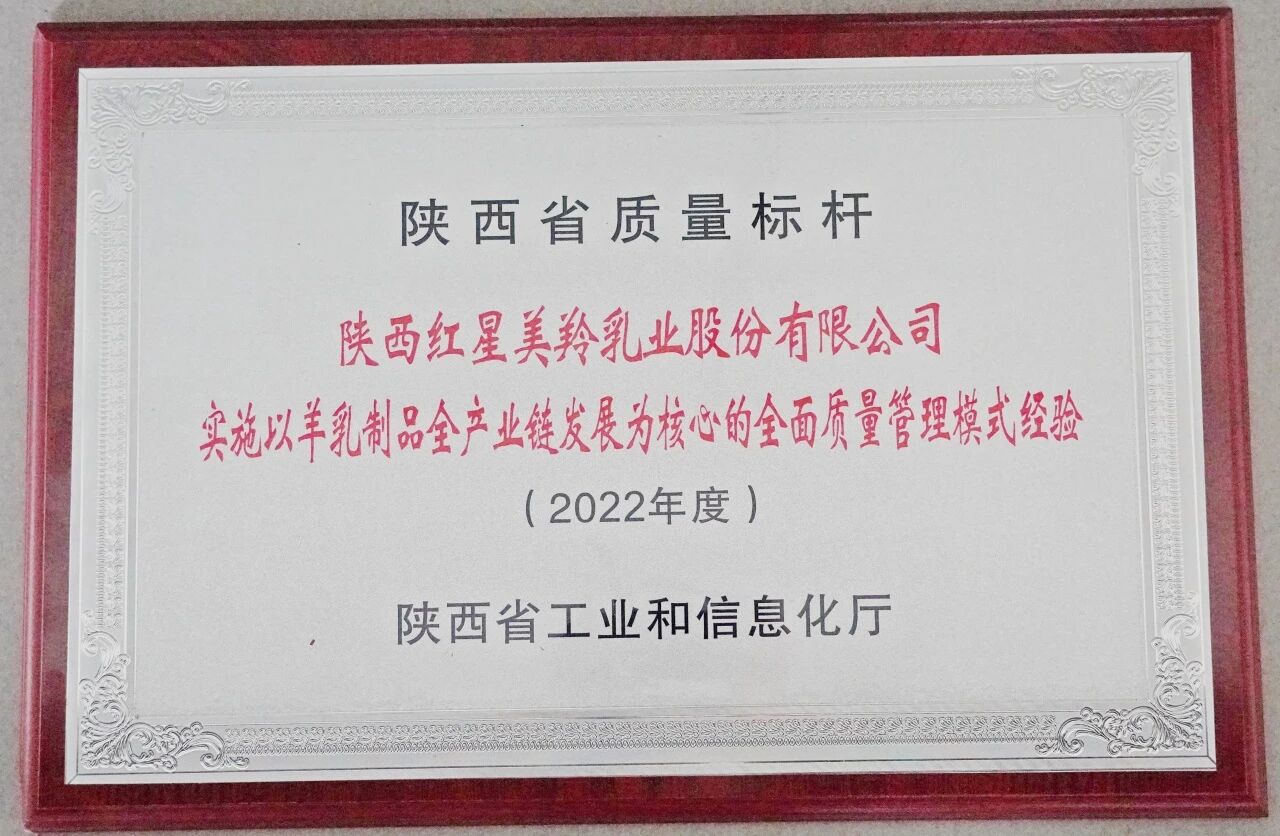 陕西省质量标杆
陕西红星美羚乳业股份有限公司
实施以羊乳制品全产业链发展为核心的全面质量管理模式经验
（2022年度）
陕西省工业和信息化厅